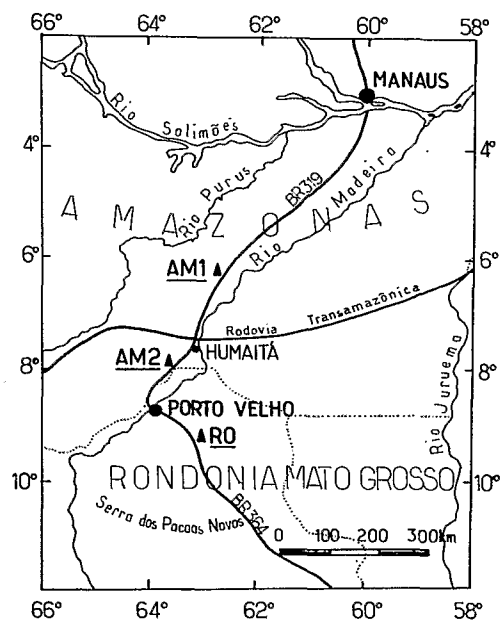 66° 64° 62° 60° 58°
MANAUS
Rio Solimões
4° 4°
Rio Purus
BR319
Rio Madeira
AMAZONAS
6° 6°
AM1
Transamazônica
Rodovia
HUMAITÁ
AM2
8° 8°
Rio Juruema
PORTO VELHO
RO
10° 10°
RONDONIA MATO GROSSO
Serra dos Pacaas Novos
BR364
0 100 200 300km
66° 64° 62° 60° 58°